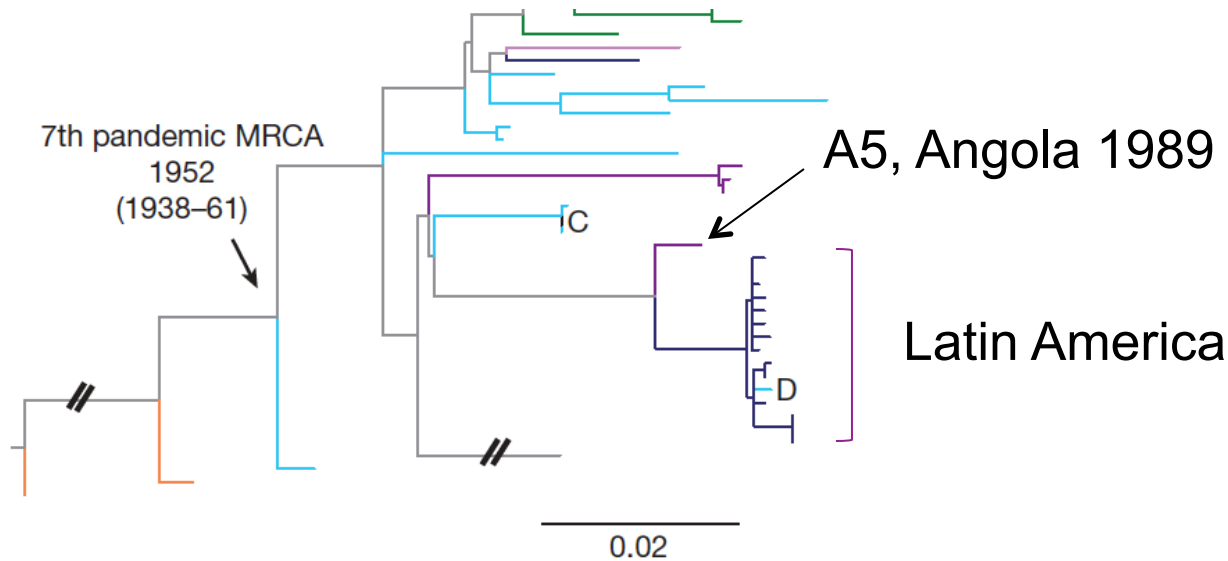 7th pandemic MRCA
1952
(1938–61)
A5, Angola 1989
C
Latin America
D
0.02